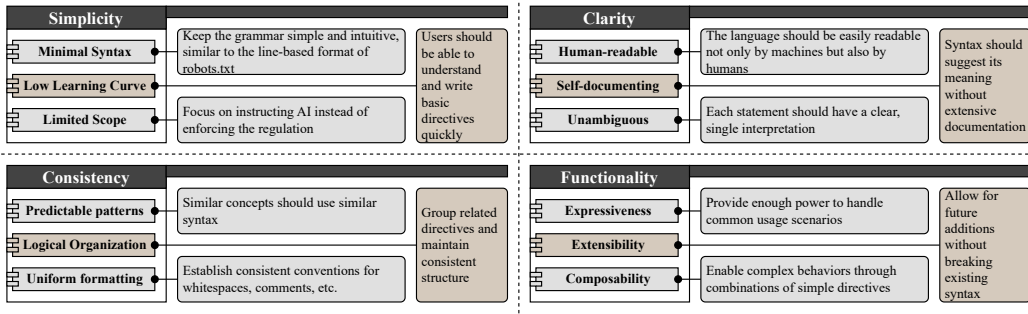 Simplicity
Minimal Syntax
Keep the grammar simple and intuitive,
similar to the line-based format of
robots.txt
Low Learning Curve
Users should
be able to
understand
and write
basic
directives
quickly
Limited Scope
Focus on instructing AI instead of
enforcing the regulation
Clarity
Human-readable
The language should be easily readable
not only by machines but also by
humans
Self-documenting
Syntax should
suggest its
meaning
without
extensive
documentation
Unambiguous
Each statement should have a clear,
single interpretation
Consistency
Predictable patterns
Similar concepts should use similar
syntax
Logical Organization
Group related
directives and
maintain
consistent
structure
Uniform formatting
Establish consistent conventions for
whitespaces, comments, etc.
Functionality
Expressiveness
Provide enough power to handle
common usage scenarios
Extensibility
Allow for
future
additions
without
breaking
existing
syntax
Composability
Enable complex behaviors through
combinations of simple directives